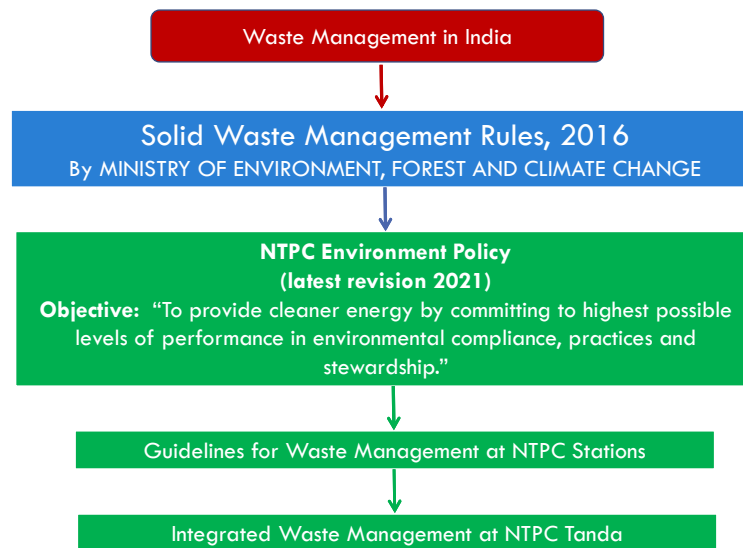 Waste Management in India
Solid Waste Management Rules, 2016
By MINISTRY OF ENVIRONMENT, FOREST AND CLIMATE CHANGE
NTPC Environment Policy
(latest revision 2021)
Objective: “To provide cleaner energy by committing to highest possible
levels of performance in environmental compliance, practices and
stewardship.”
Guidelines for Waste Management at NTPC Stations
Integrated Waste Management at NTPC Tanda